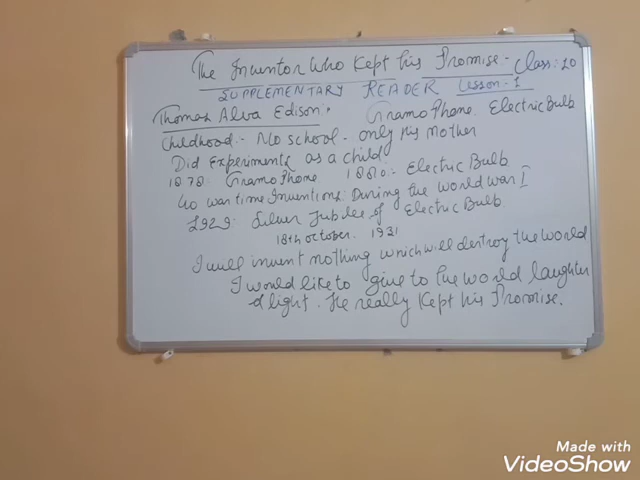 The Inventor Who Kept his Promise - Class: 10
SUPPLEMENTARY READER Lesson - I
Thomas Alva Edison: GramoPhone. Electric Bulb
Childhood:- No school - only his mother
Did Experiments as a child.
1878: GramoPhone 1880:- Electric Bulb
40 war time Inventions: During the world war I
1929: Silver Jubilee of Electric Bulb
18th october. 1931
I will invent nothing which will destroy the world
I would like to give to the world laughter
& light. He really Kept his Promise.
Made with
VideoShow